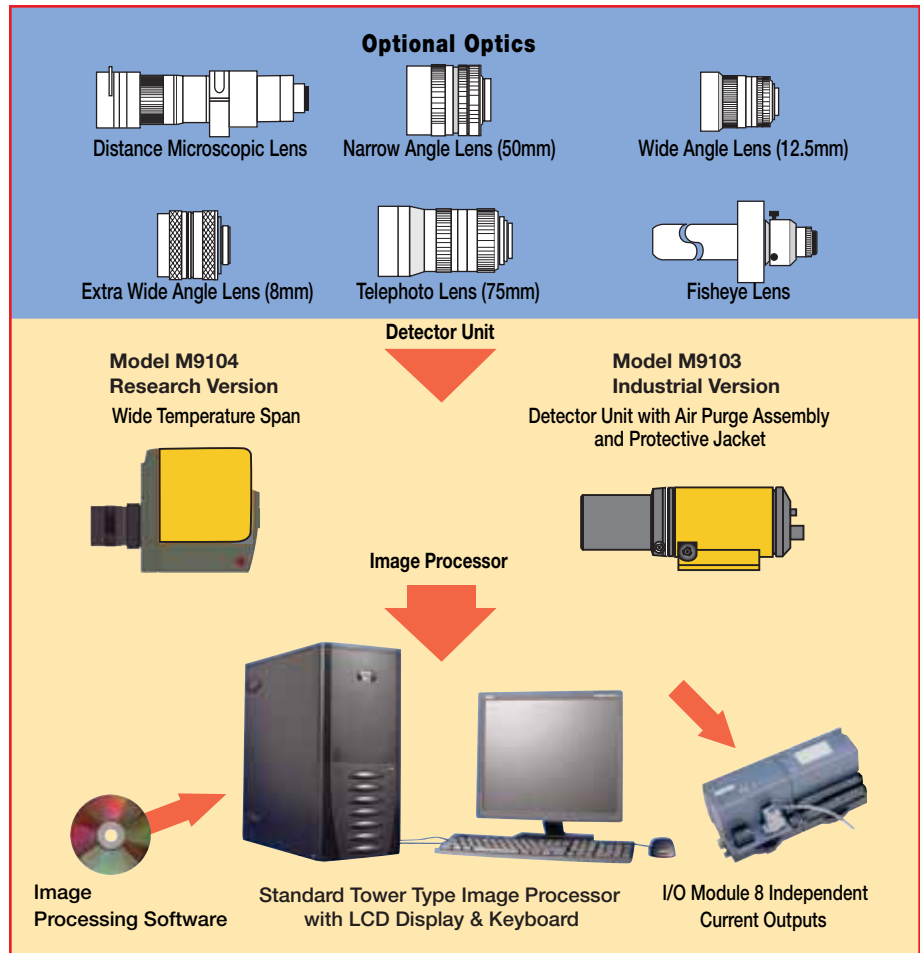 Optional Optics
Distance Microscopic Lens
Narrow Angle Lens (50mm)
Wide Angle Lens (12.5mm)
Extra Wide Angle Lens (8mm)
Telephoto Lens (75mm)
Fisheye Lens
Detector Unit
Model M9104
Research Version
Wide Temperature Span
Model M9103
Industrial Version
Detector Unit with Air Purge Assembly
and Protective Jacket
Image Processor
Image
Processing Software
Standard Tower Type Image Processor
with LCD Display & Keyboard
I/O Module 8 Independent
Current Outputs